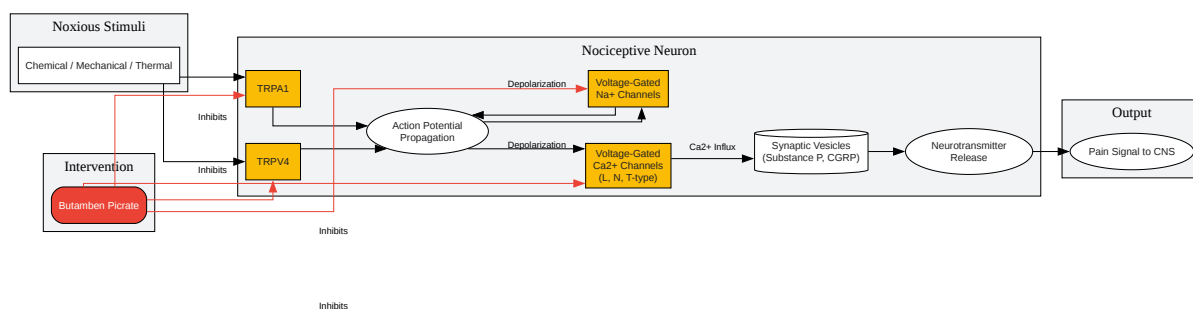 Noxious Stimuli
Chemical / Mechanical / Thermal
Nociceptive Neuron
TRPA1
Depolarization
Voltage-Gated
Na+ Channels
Inhibits
Action Potential
Propagation
TRPV4
Inhibits
Depolarization
Voltage-Gated
Ca2+ Channels
(L, N, T-type)
Ca2+ Influx
Synaptic Vesicles
(Substance P, CGRP)
Neurotransmitter
Release
Output
Pain Signal to CNS
Intervention
Butamben Picrate
Inhibits
Inhibits